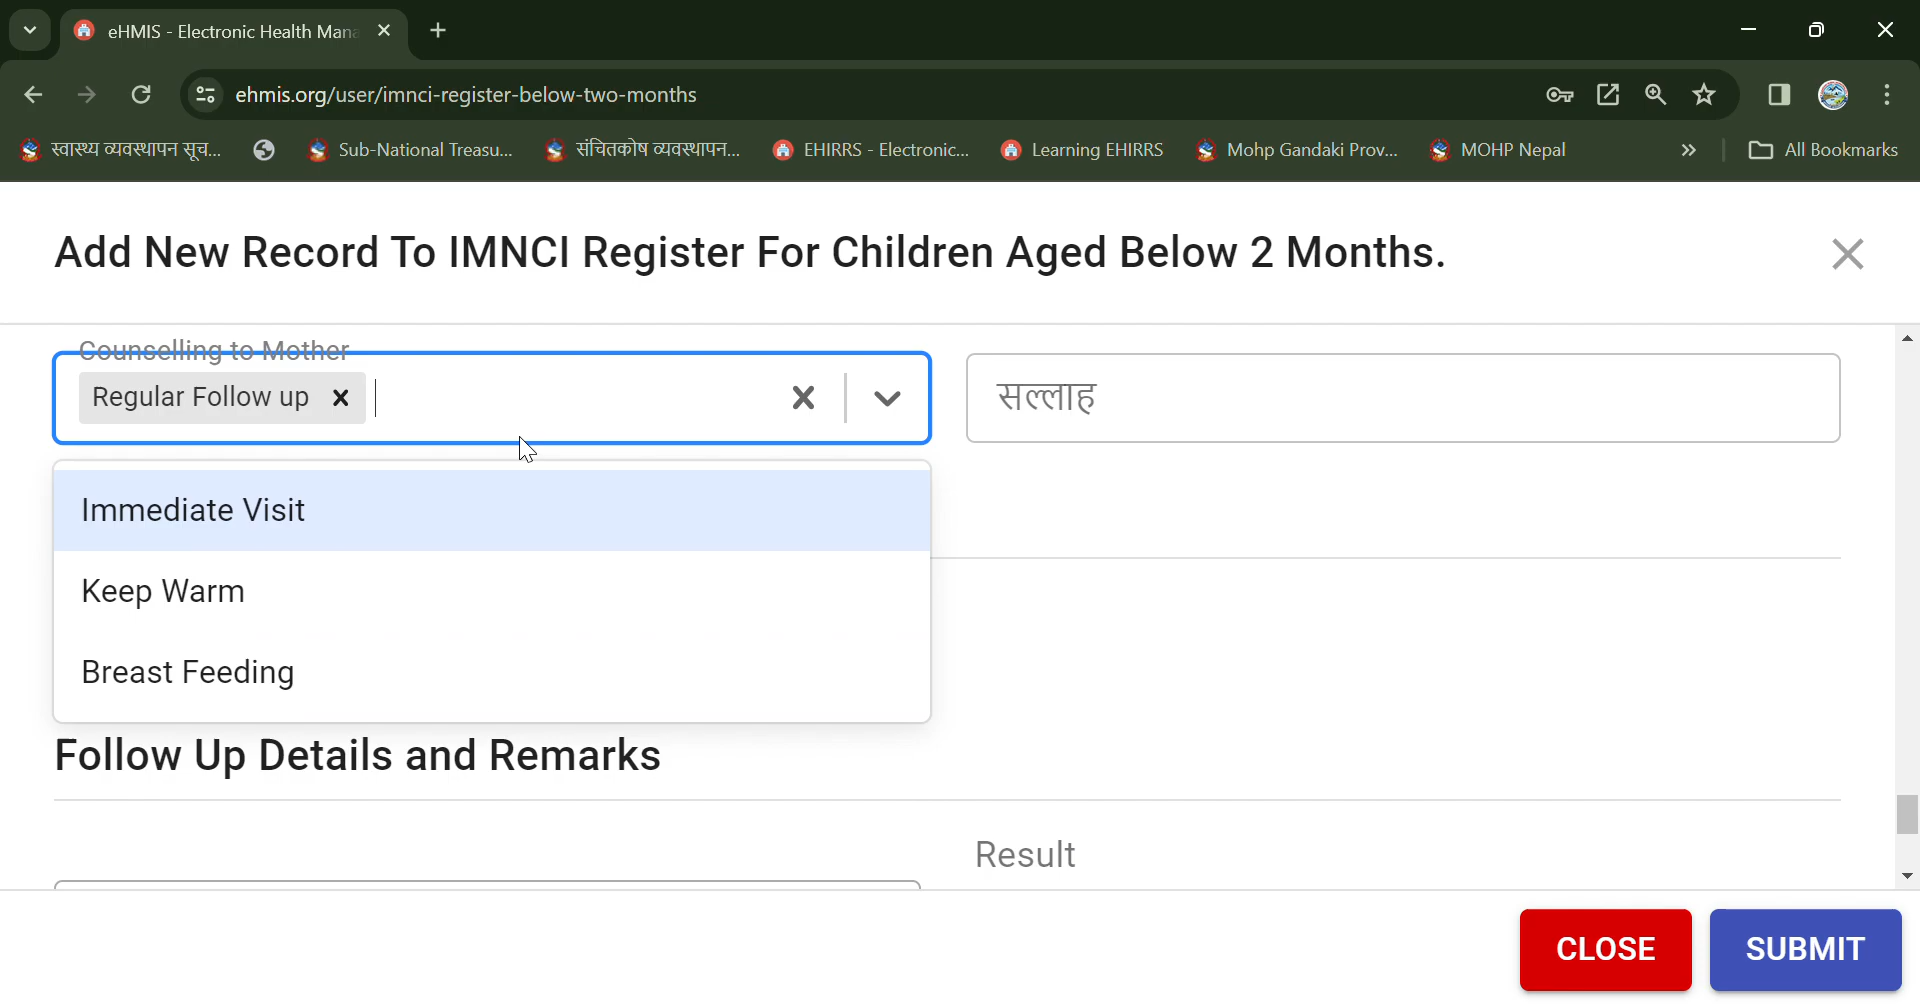 eHMIS - Electronic Health Mana
ehmis.org/user/imnci-register-below-two-months
स्वास्थ्य व्यवस्थापन सूच...
Sub-National Treasu...
संचितकोष व्यवस्थापन...
EHIRRS - Electronic...
Learning EHIRRS
Mohp Gandaki Prov...
MOHP Nepal
All Bookmarks
Add New Record To IMNCI Register For Children Aged Below 2 Months.
Counselling to Mother
Regular Follow up
सल्लाह
Immediate Visit
Keep Warm
Breast Feeding
Follow Up Details and Remarks
Result
CLOSE
SUBMIT